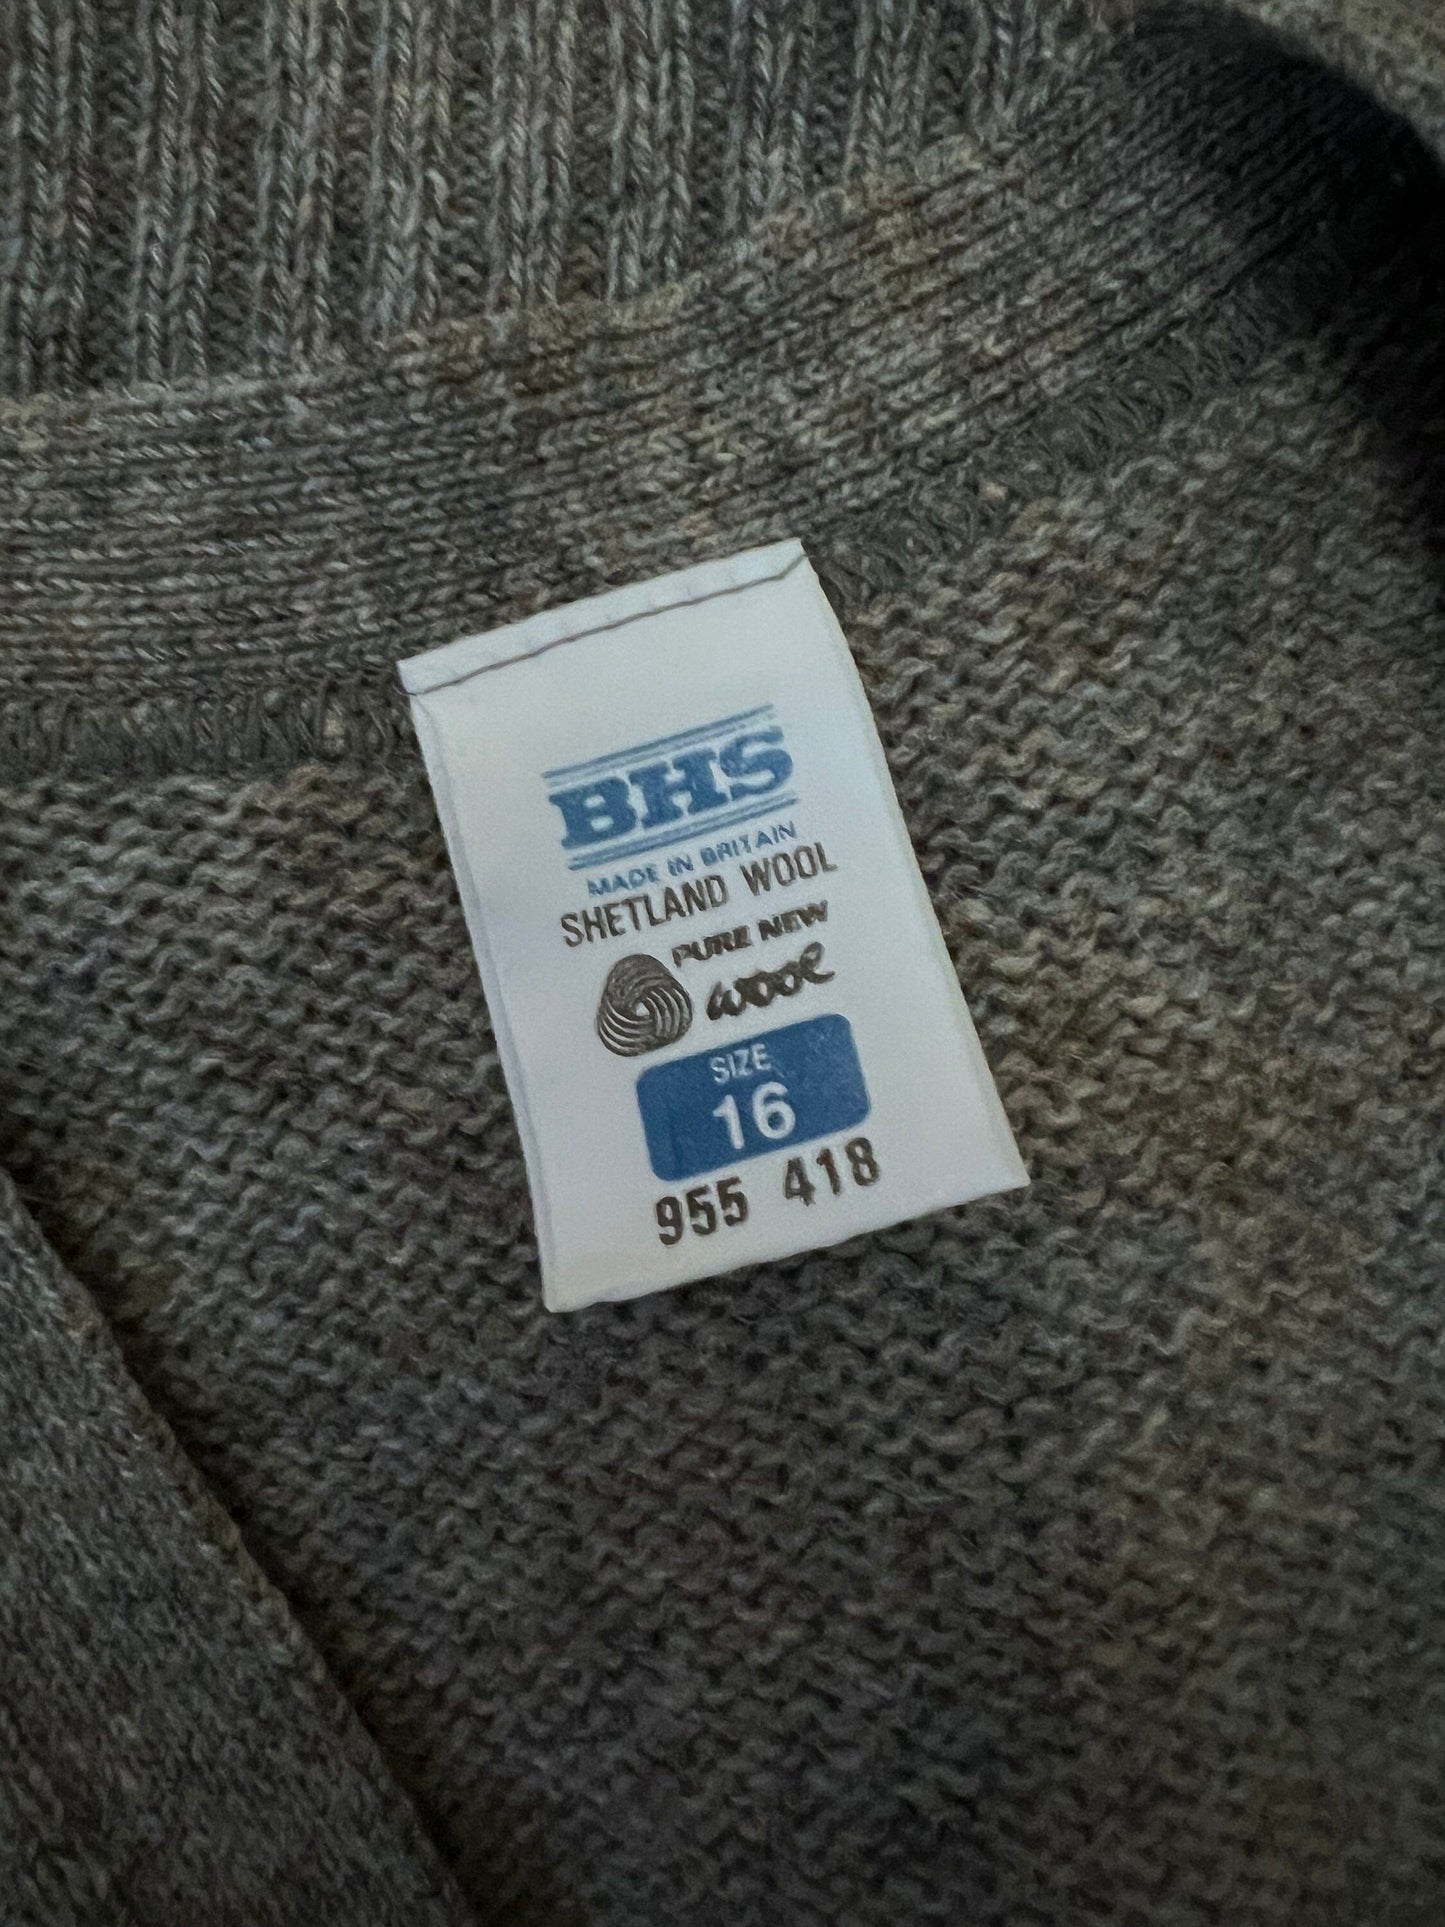 BHS
MADE IN BRITAIN
SHETLAND WOOL
PURE NEW
WOOL
SIZE
16
955 418